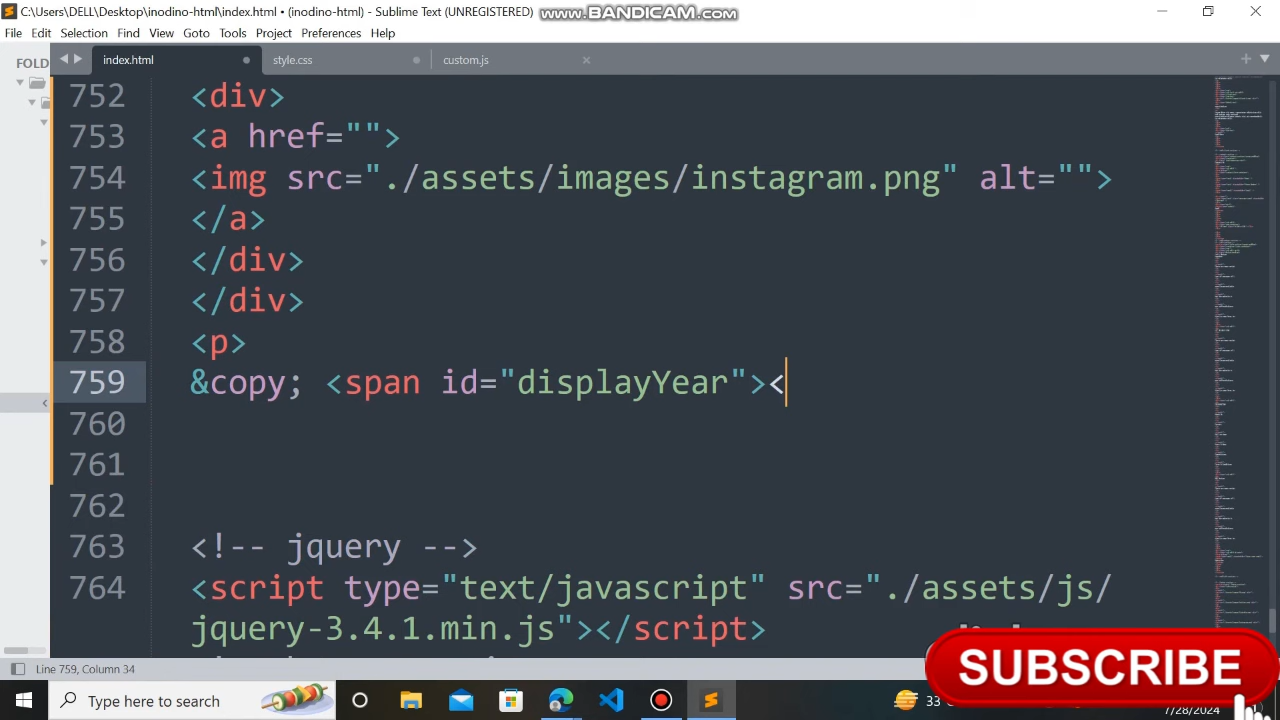 C:\Users\DELL\Desktop\inodino-html\index.html • (inodino-html) - Sublime Text (UNREGISTERED)
www.BANDICAM.com
File Edit Selection Find View Goto Tools Project Preferences Help
FOLD
index.html style.css custom.js
752 <div>
753 <a href="">
754 <img src="./assets/images/instagram.png" alt="">
755 </a>
756 </div>
757 </div>
758 <p>
759 &copy; <span id="displayYear"><
760
761
762
763 <!-- jquery -->
764 <script type="text/javascript" src="./assets/js/
jquery-3.4.1.min.js"></script>
SUBSCRIBE
Line 759, Column 34
Type here to search
33
7/28/2024